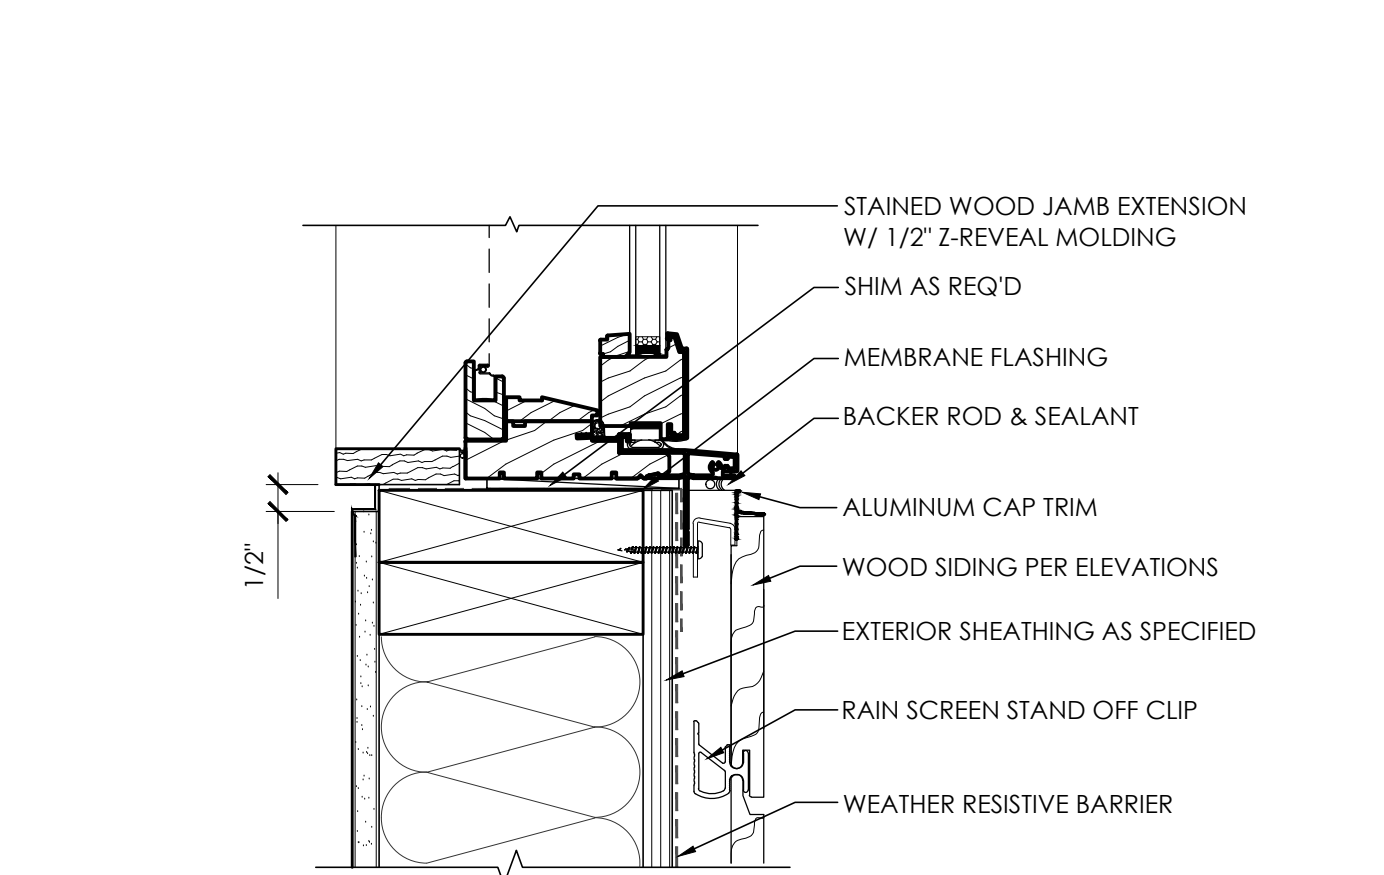 STAINED WOOD JAMB EXTENSION
W/ 1/2" Z-REVEAL MOLDING
SHIM AS REQ'D
MEMBRANE FLASHING
BACKER ROD & SEALANT
ALUMINUM CAP TRIM
1/2"
WOOD SIDING PER ELEVATIONS
EXTERIOR SHEATHING AS SPECIFIED
RAIN SCREEN STAND OFF CLIP
WEATHER RESISTIVE BARRIER